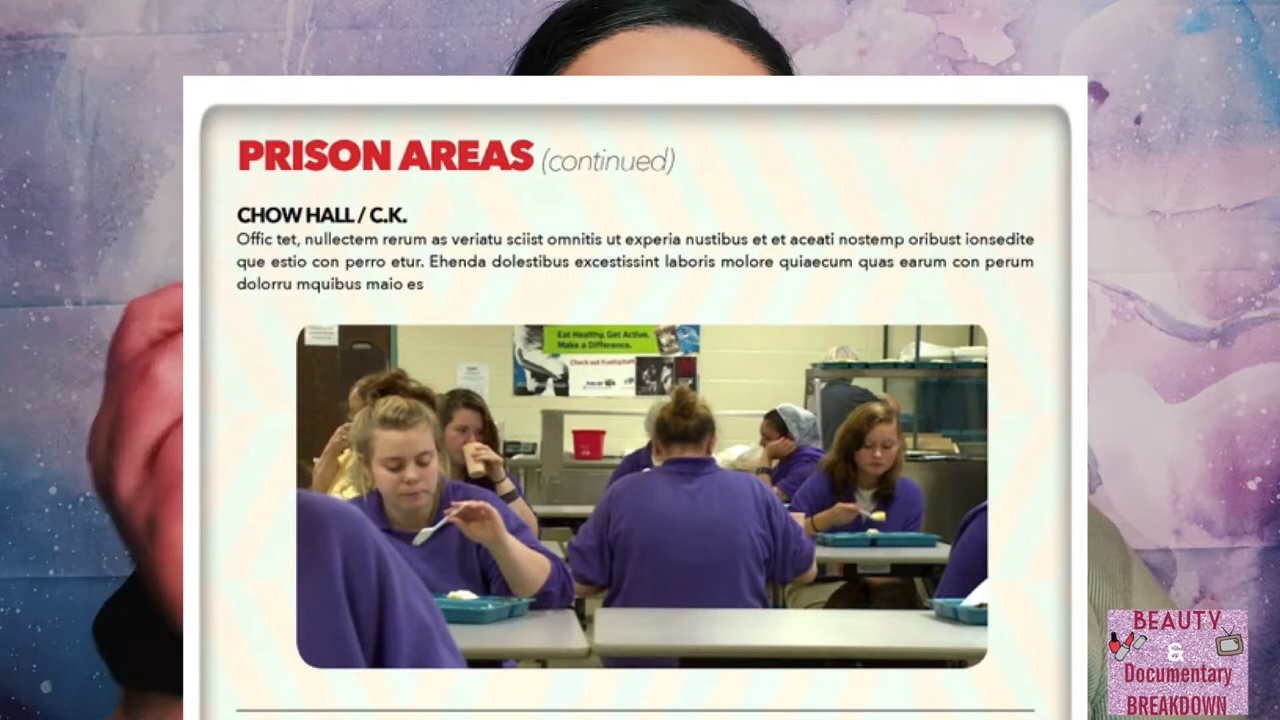 PRISON AREAS (continued)
CHOW HALL / C.K.
Offic tet, nullectem rerum as veriatu sciist omnitis ut experia nustibus et et aceati nostemp oribust ionsedite
que estio con perro etur. Ehenda dolestibus excestissint laboris molore quiaecum quas earum con perum
dolorru mquibus maio es
Eat Healthy. Get Active.
Make a Difference.
Check out
BEAUTY
&
Documentary
BREAKDOWN